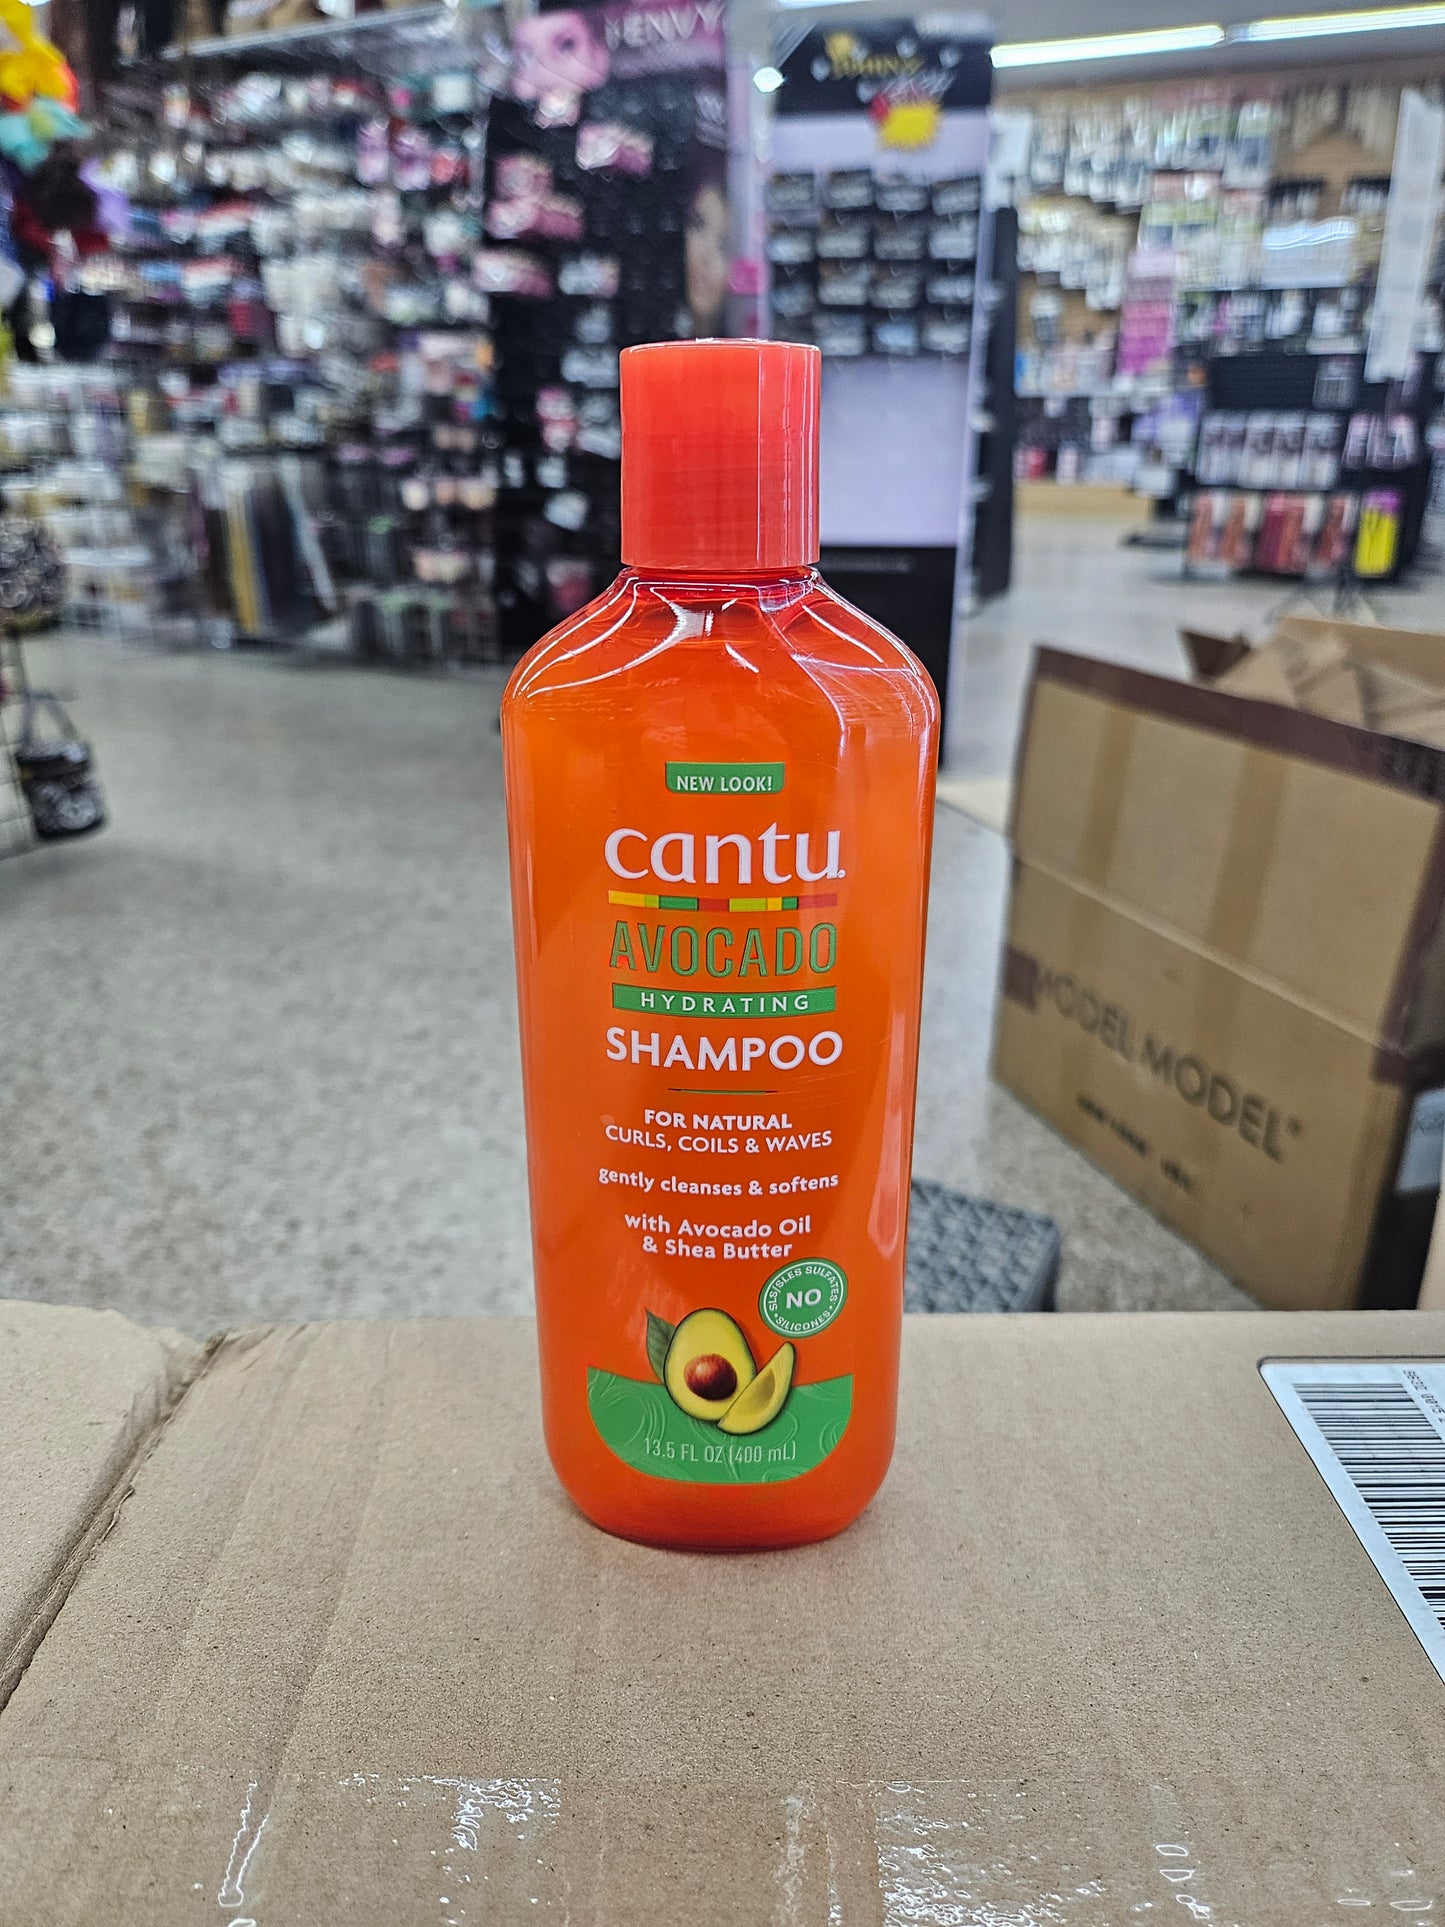 ENVY
NEW LOOK!
cantu
AVOCADO
HYDRATING
SHAMPOO
FOR NATURAL
CURLS, COILS & WAVES
gently cleanses & softens
with Avocado Oil
& Shea Butter
SLS/SLES SULFATES
NO
SILICONES
13.5 FL OZ (400 mL)
MODEL MODEL®